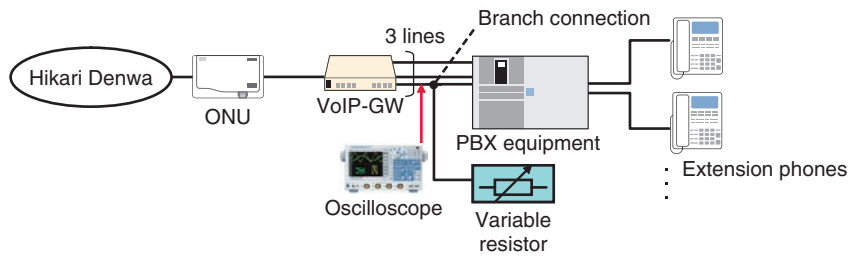 Branch connection
3 lines
Hikari Denwa
ONU
VoIP-GW
PBX equipment
Extension phones
Oscilloscope
Variable
resistor